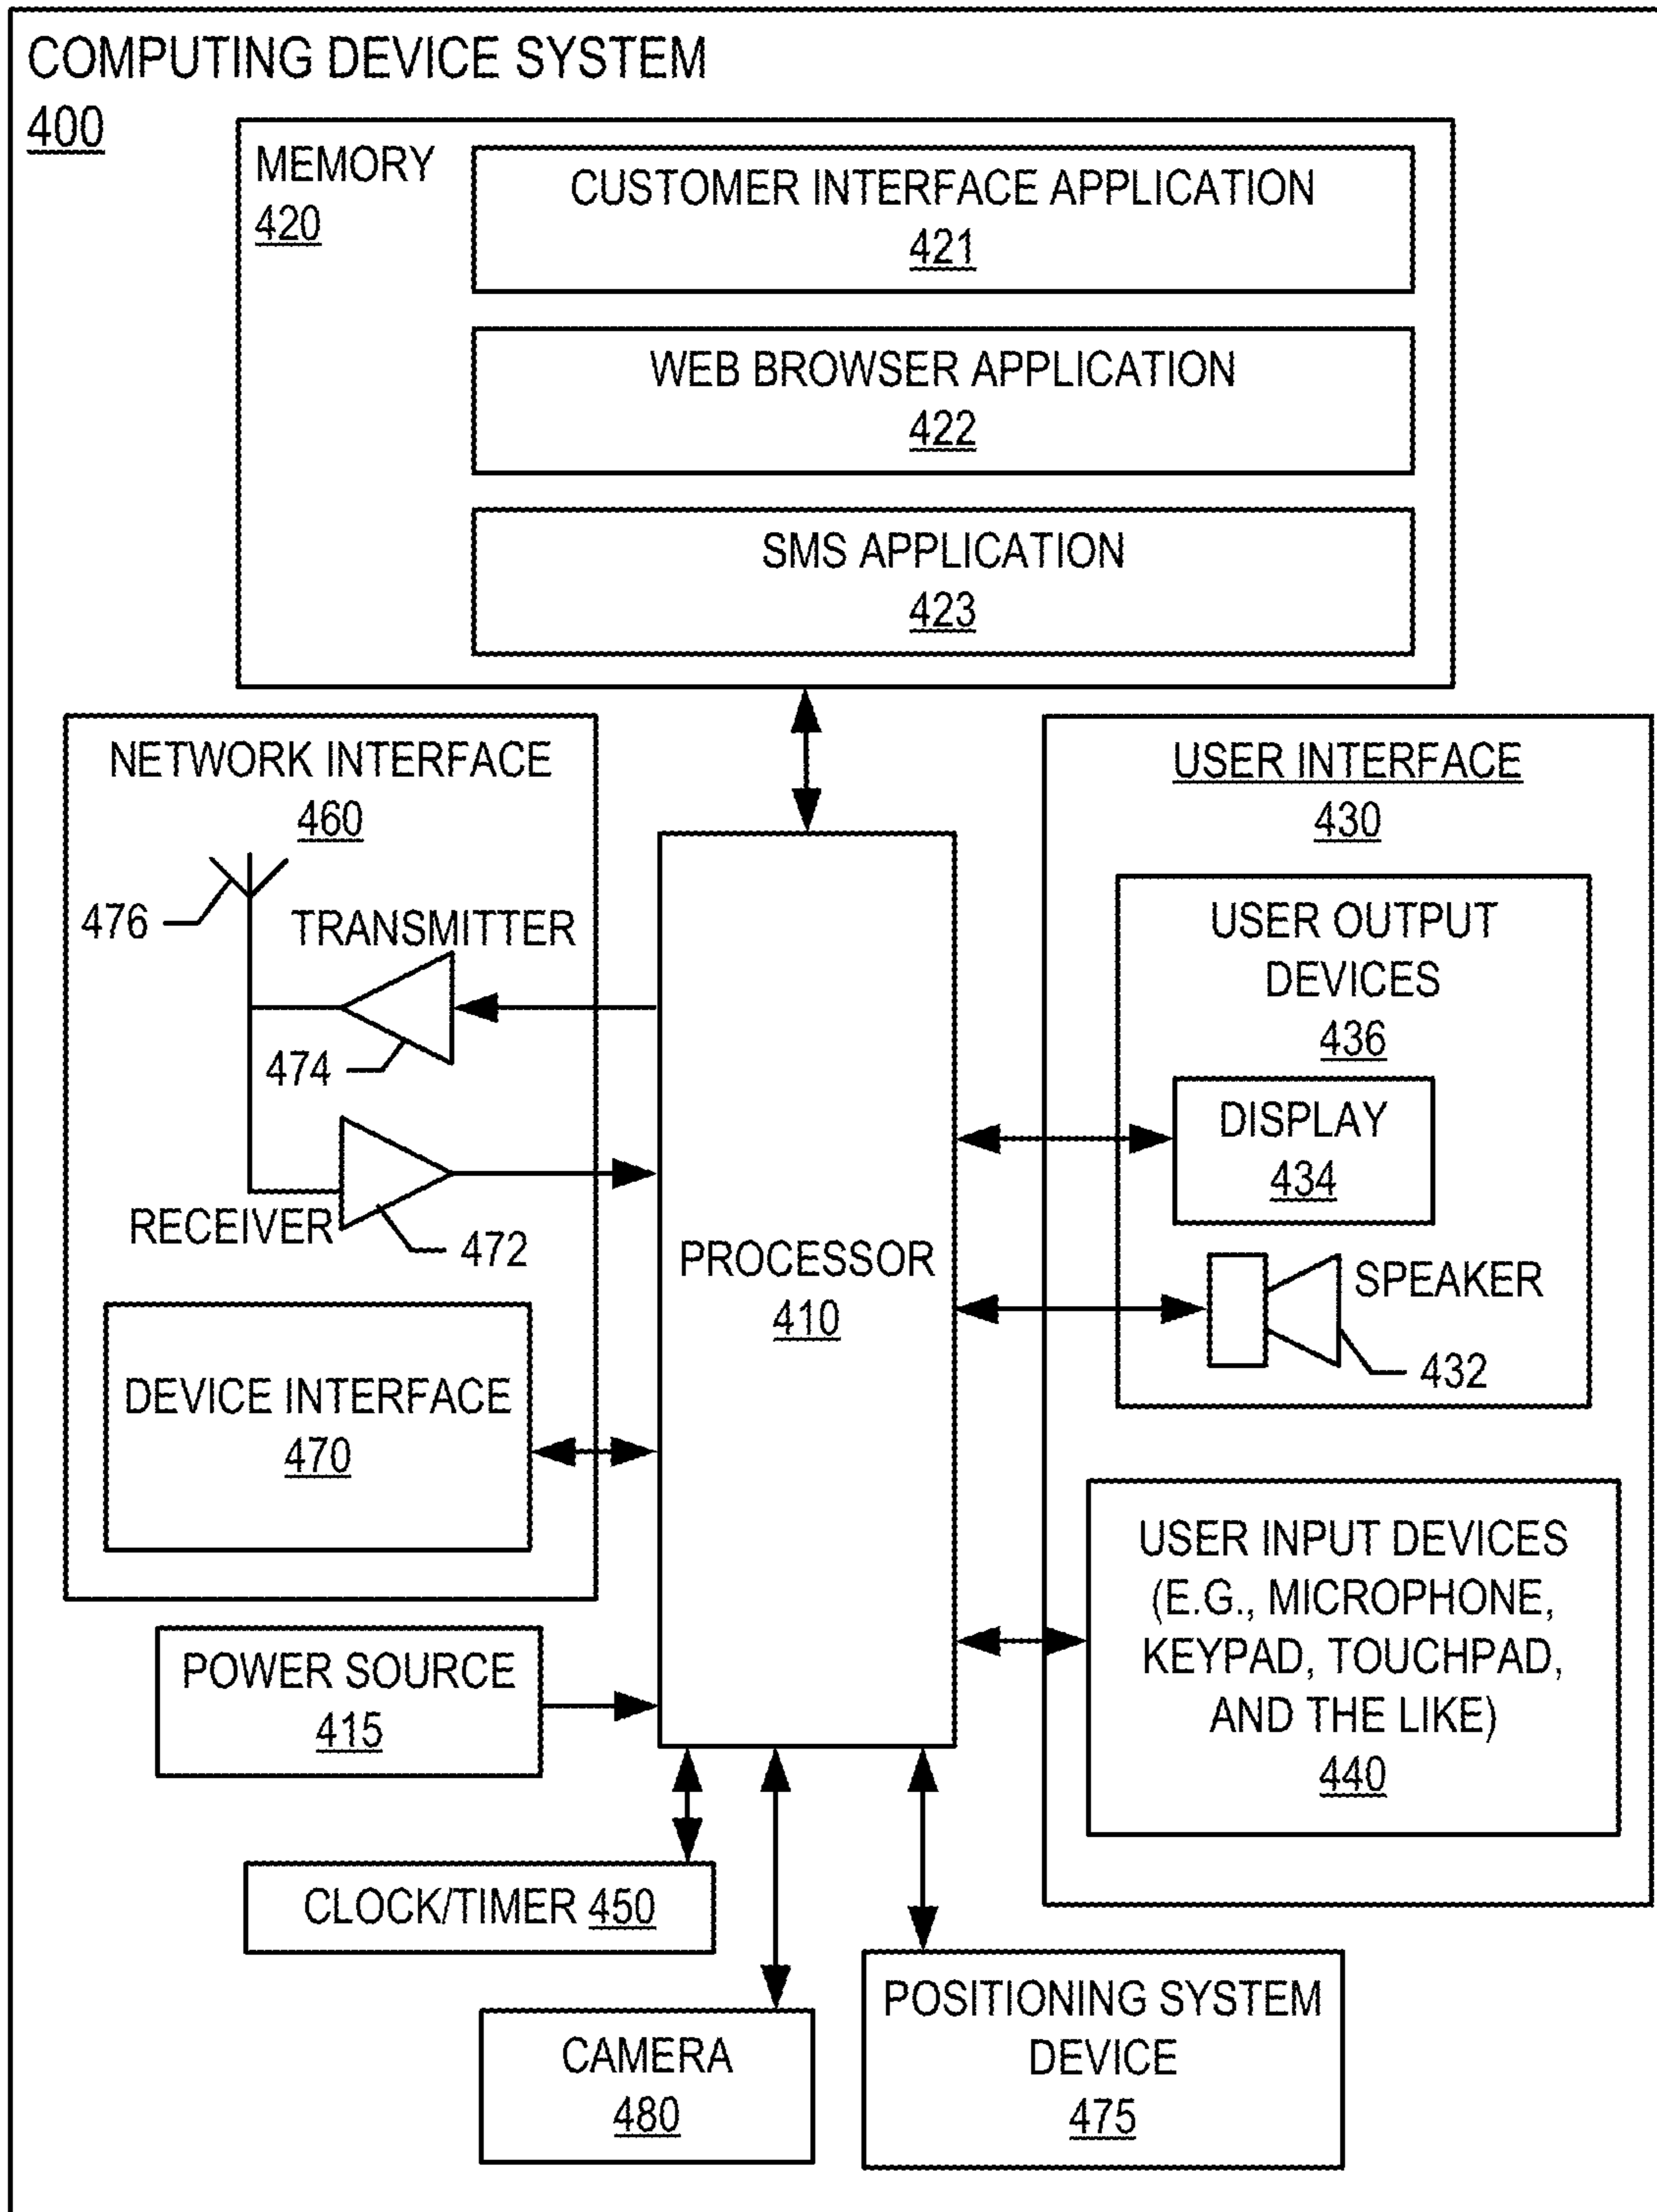 COMPUTING DEVICE SYSTEM
400
MEMORY
420
CUSTOMER INTERFACE APPLICATION
421
WEB BROWSER APPLICATION
422
SMS APPLICATION
423
NETWORK INTERFACE
460
476
TRANSMITTER
474
RECEIVER
472
DEVICE INTERFACE
470
PROCESSOR
410
USER INTERFACE
430
USER OUTPUT
DEVICES
436
DISPLAY
434
SPEAKER
432
USER INPUT DEVICES
(E.G., MICROPHONE,
KEYPAD, TOUCHPAD,
AND THE LIKE)
440
POWER SOURCE
415
CLOCK/TIMER 450
CAMERA
480
POSITIONING SYSTEM
DEVICE
475